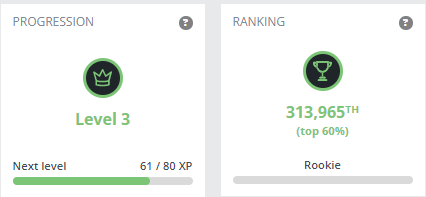 PROGRESSION ?
Level 3
Next level 61 / 80 XP
RANKING ?
313,965TH
(top 60%)
Rookie